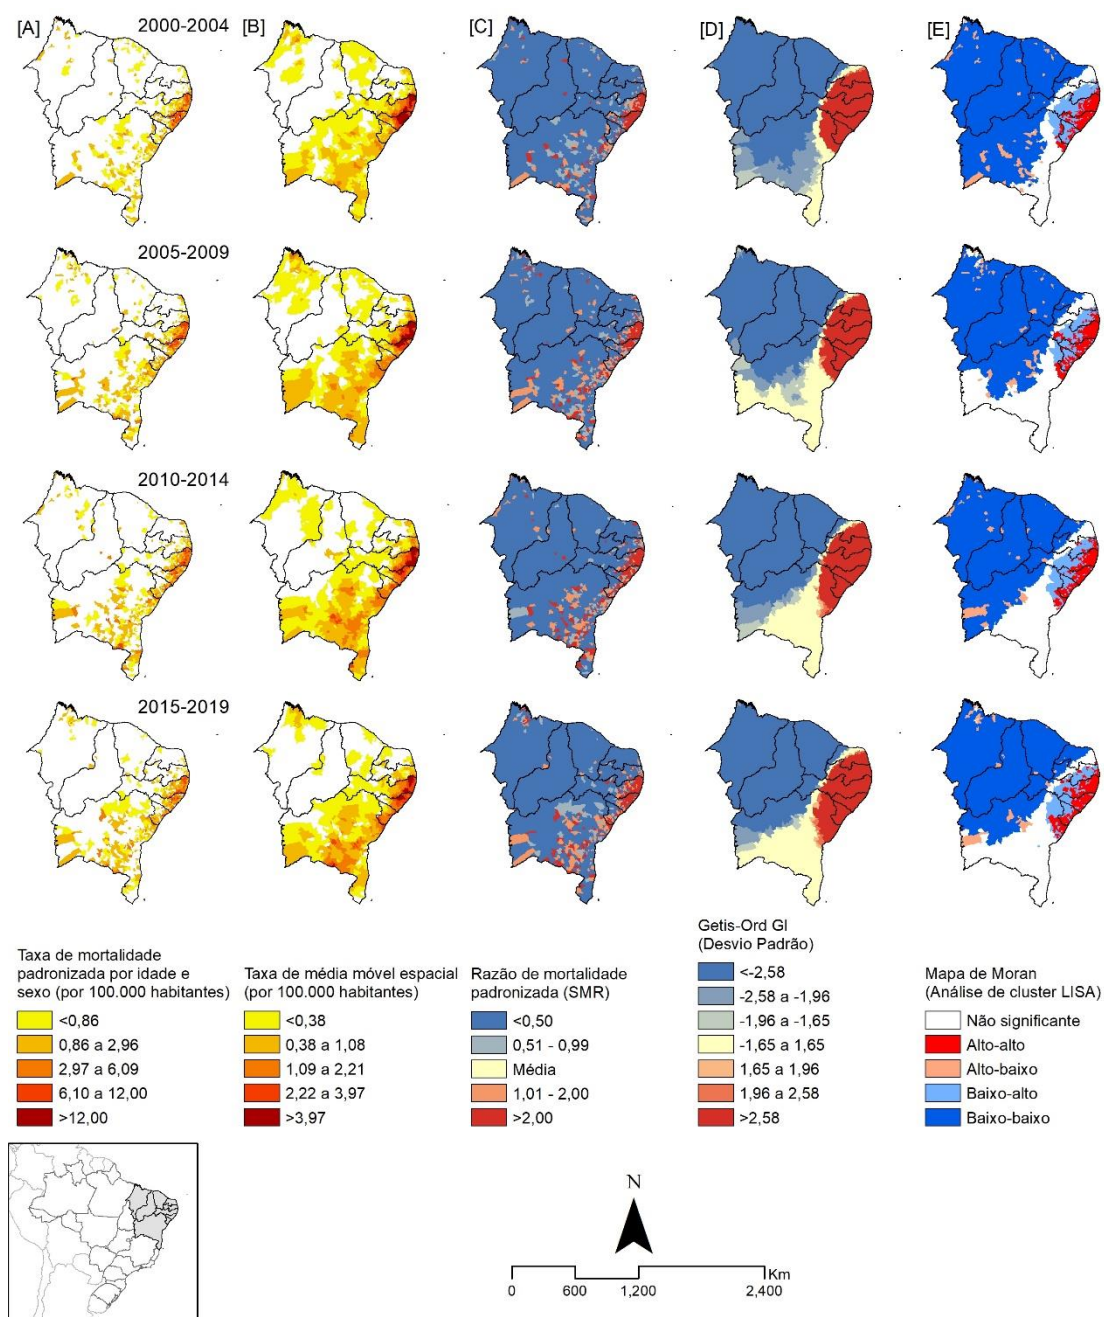 [A] 2000-2004 [B] [C] [D] [E]
2005-2009
2010-2014
2015-2019
Taxa de mortalidade
padronizada por idade e
sexo (por 100.000 habitantes)
<0,86
0,86 a 2,96
2,97 a 6,09
6,10 a 12,00
>12,00
Taxa de média móvel espacial
(por 100.000 habitantes)
<0,38
0,38 a 1,08
1,09 a 2,21
2,22 a 3,97
>3,97
Razão de mortalidade
padronizada (SMR)
<0,50
0,51 - 0,99
Média
1,01 - 2,00
>2,00
Getis-Ord GI
(Desvio Padrão)
<-2,58
-2,58 a -1,96
-1,96 a -1,65
-1,65 a 1,65
1,65 a 1,96
1,96 a 2,58
>2,58
Mapa de Moran
(Análise de cluster LISA)
Não significante
Alto-alto
Alto-baixo
Baixo-alto
Baixo-baixo
N
Km
0 600 1,200 2,400